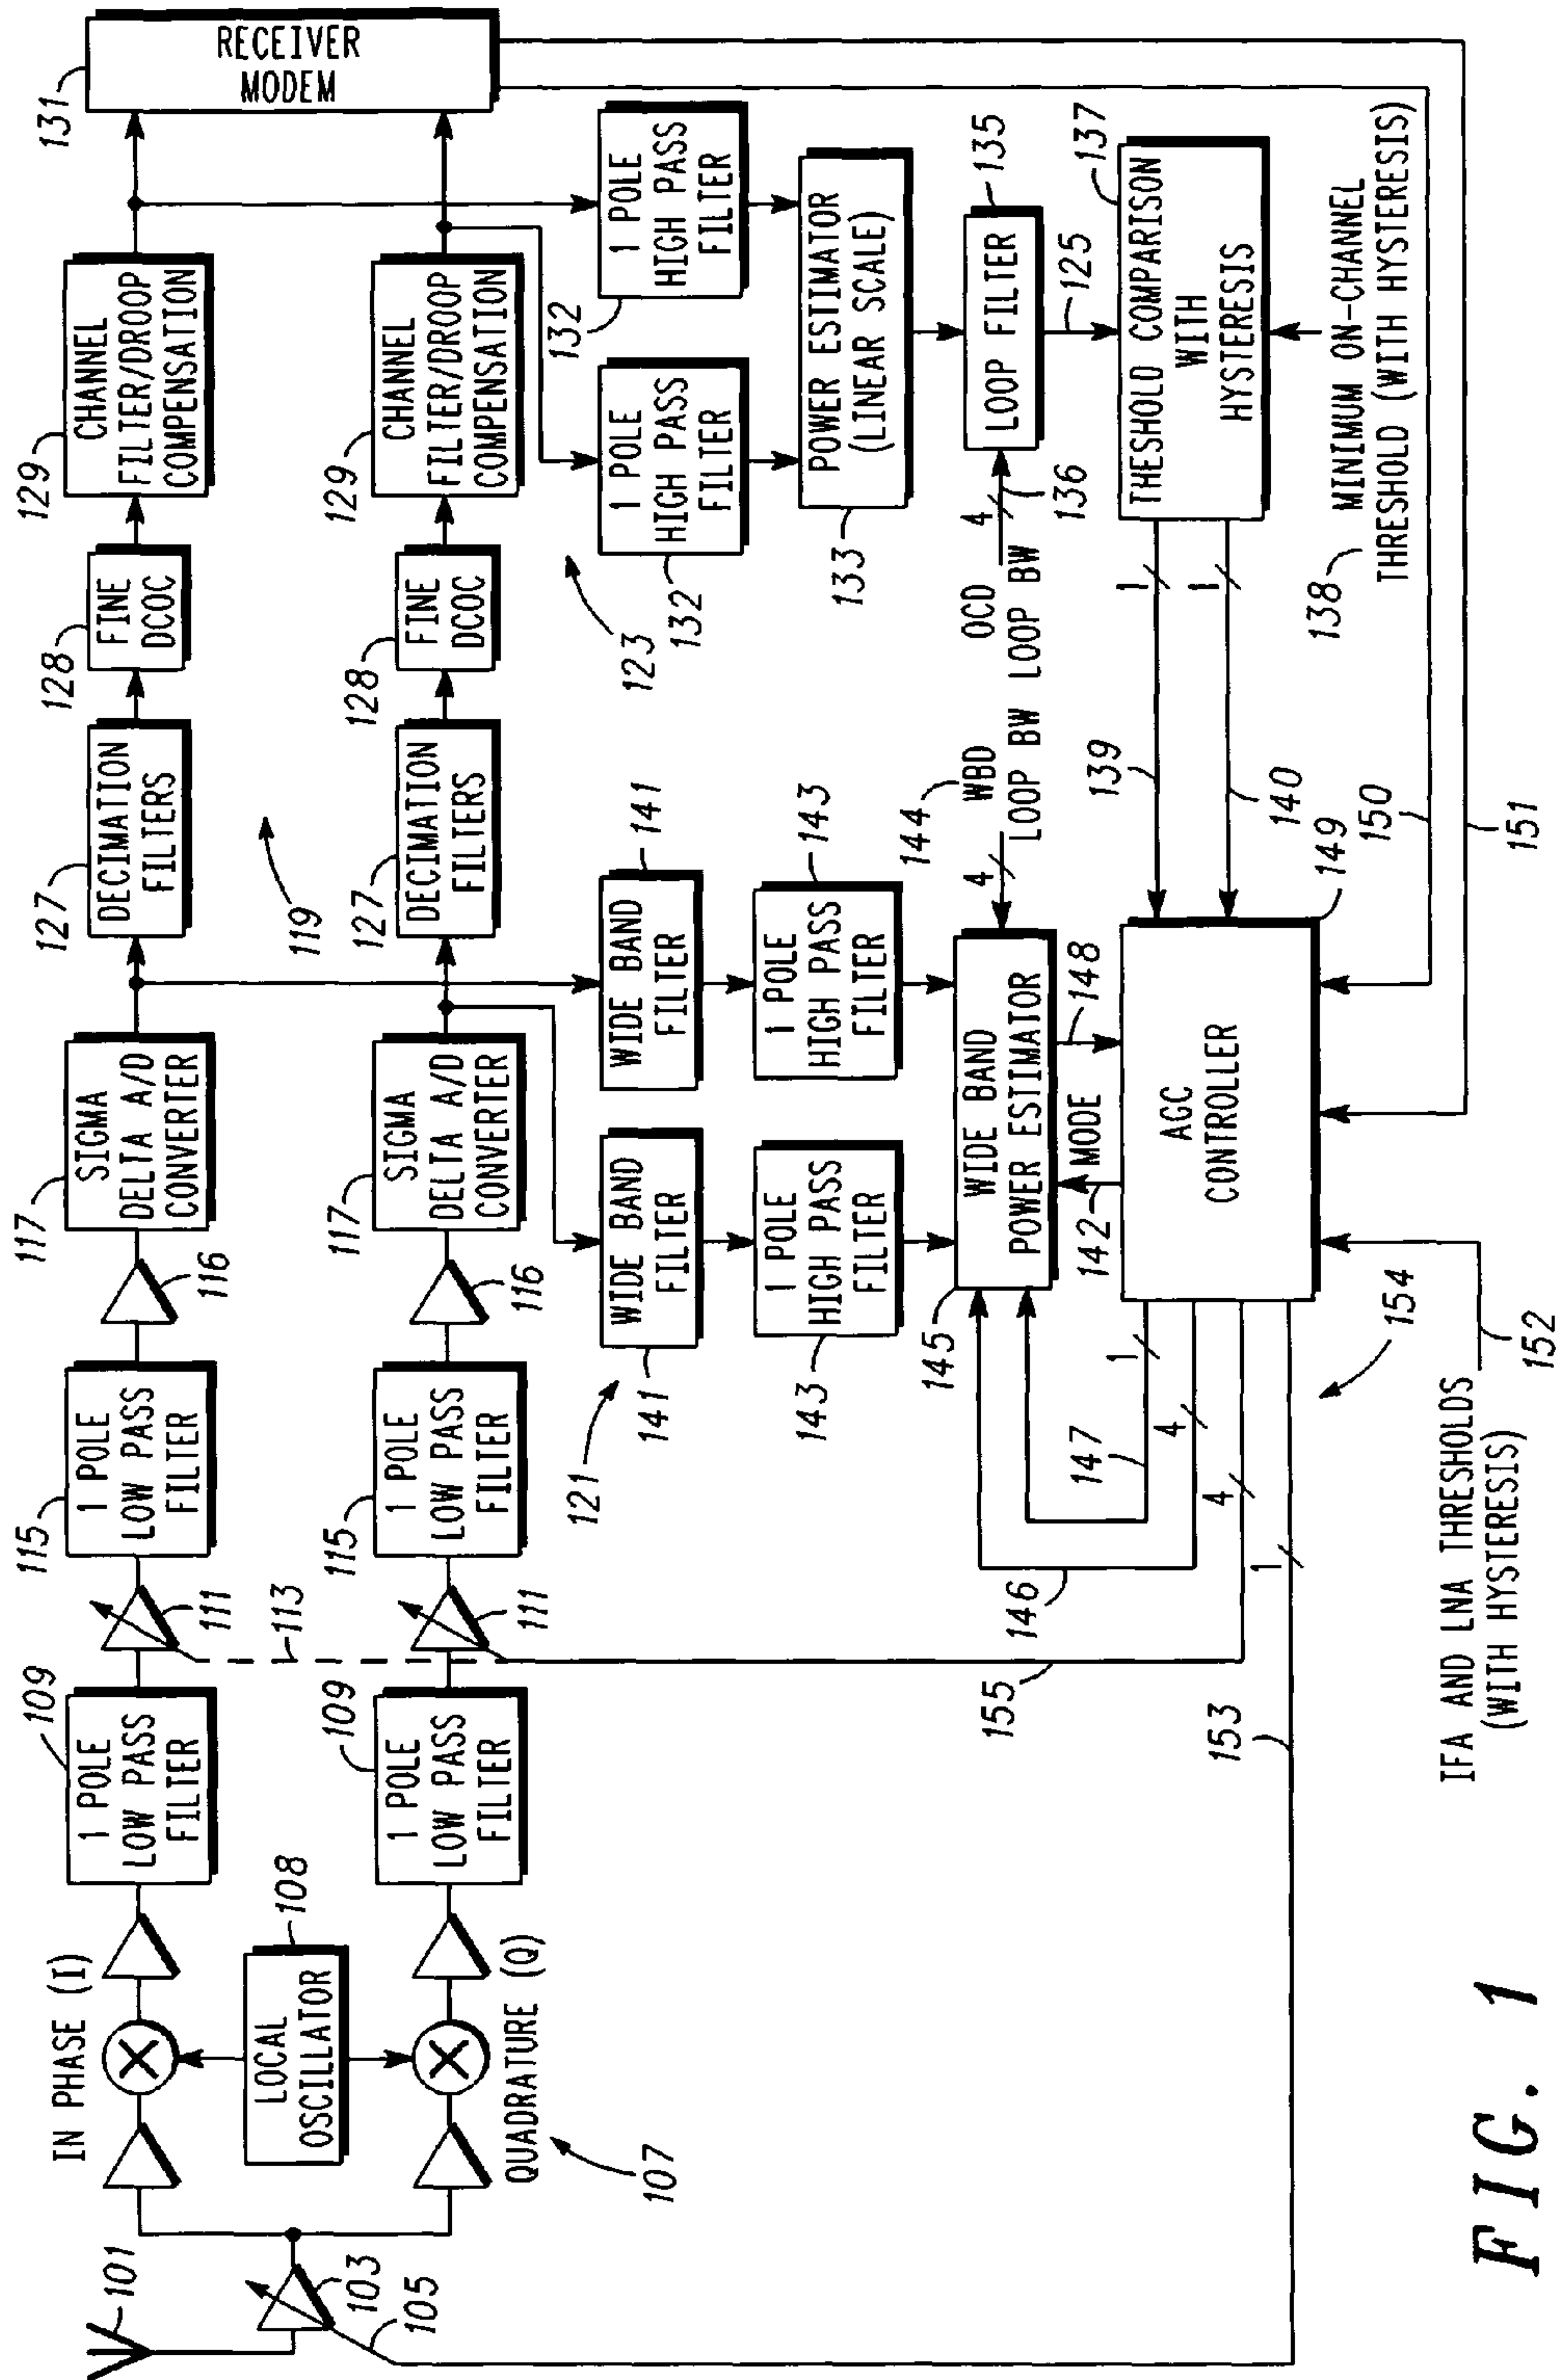 101
103
105
IN PHASE (I)
LOCAL
OSCILLATOR
108
QUADRATURE (Q)
107
109
1 POLE
LOW PASS
FILTER
109
1 POLE
LOW PASS
FILTER
111
113
111
115
1 POLE
LOW PASS
FILTER
115
1 POLE
LOW PASS
FILTER
116
116
117
SIGMA
DELTA A/D
CONVERTER
117
SIGMA
DELTA A/D
CONVERTER
119
127
DECIMATION
FILTERS
127
DECIMATION
FILTERS
128
FINE
DCOC
128
FINE
DCOC
129
CHANNEL
FILTER/DROOP
COMPENSATION
129
CHANNEL
FILTER/DROOP
COMPENSATION
131
RECEIVER
MODEM
121
141
WIDE BAND
FILTER
WIDE BAND
FILTER
141
143
1 POLE
HIGH PASS
FILTER
1 POLE
HIGH PASS
FILTER
143
123
132
1 POLE
HIGH PASS
FILTER
132
1 POLE
HIGH PASS
FILTER
133
POWER ESTIMATOR
(LINEAR SCALE)
LOOP FILTER
135
125
4
136
OCD
LOOP BW
144
WBD
LOOP BW
4
145
WIDE BAND
POWER ESTIMATOR
142
MODE
148
137
THESHOLD COMPARISON
WITH
HYSTERESIS
138
MINIMUM ON-CHANNEL
THRESHOLD (WITH HYSTERESIS)
1
1
139
140
149
AGC
CONTROLLER
150
151
1
147
4
146
4
155
1
153
154
152
IFA AND LNA THRESHOLDS
(WITH HYSTERESIS)
FIG. 1